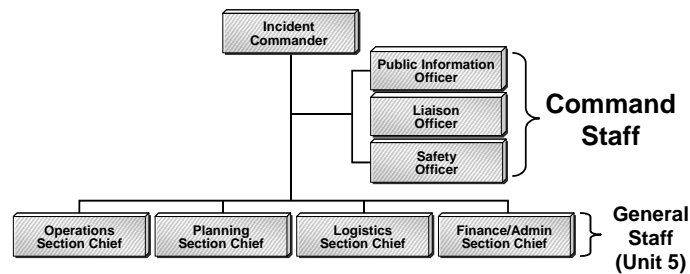 Incident
Commander
Public Information
Officer
Liaison
Officer
Safety
Officer
Command
Staff
Operations
Section Chief
Planning
Section Chief
Logistics
Section Chief
Finance/Admin
Section Chief
General
Staff
(Unit 5)